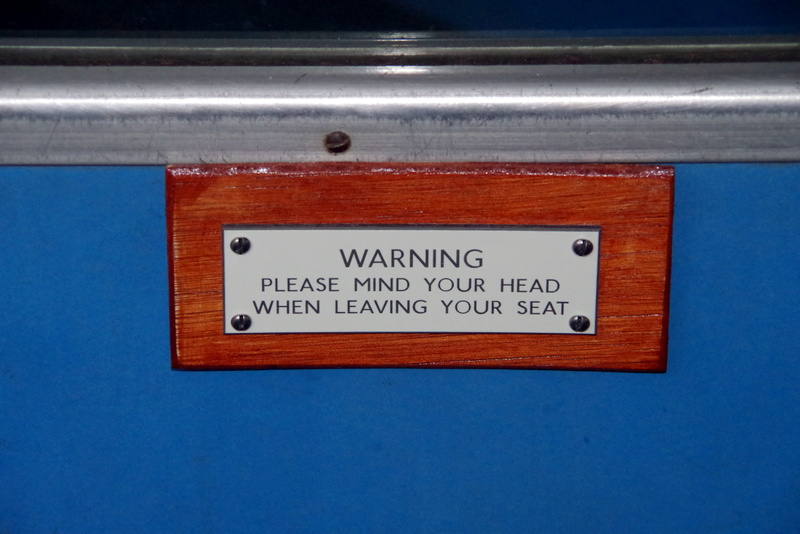 WARNING
PLEASE MIND YOUR HEAD
WHEN LEAVING YOUR SEAT